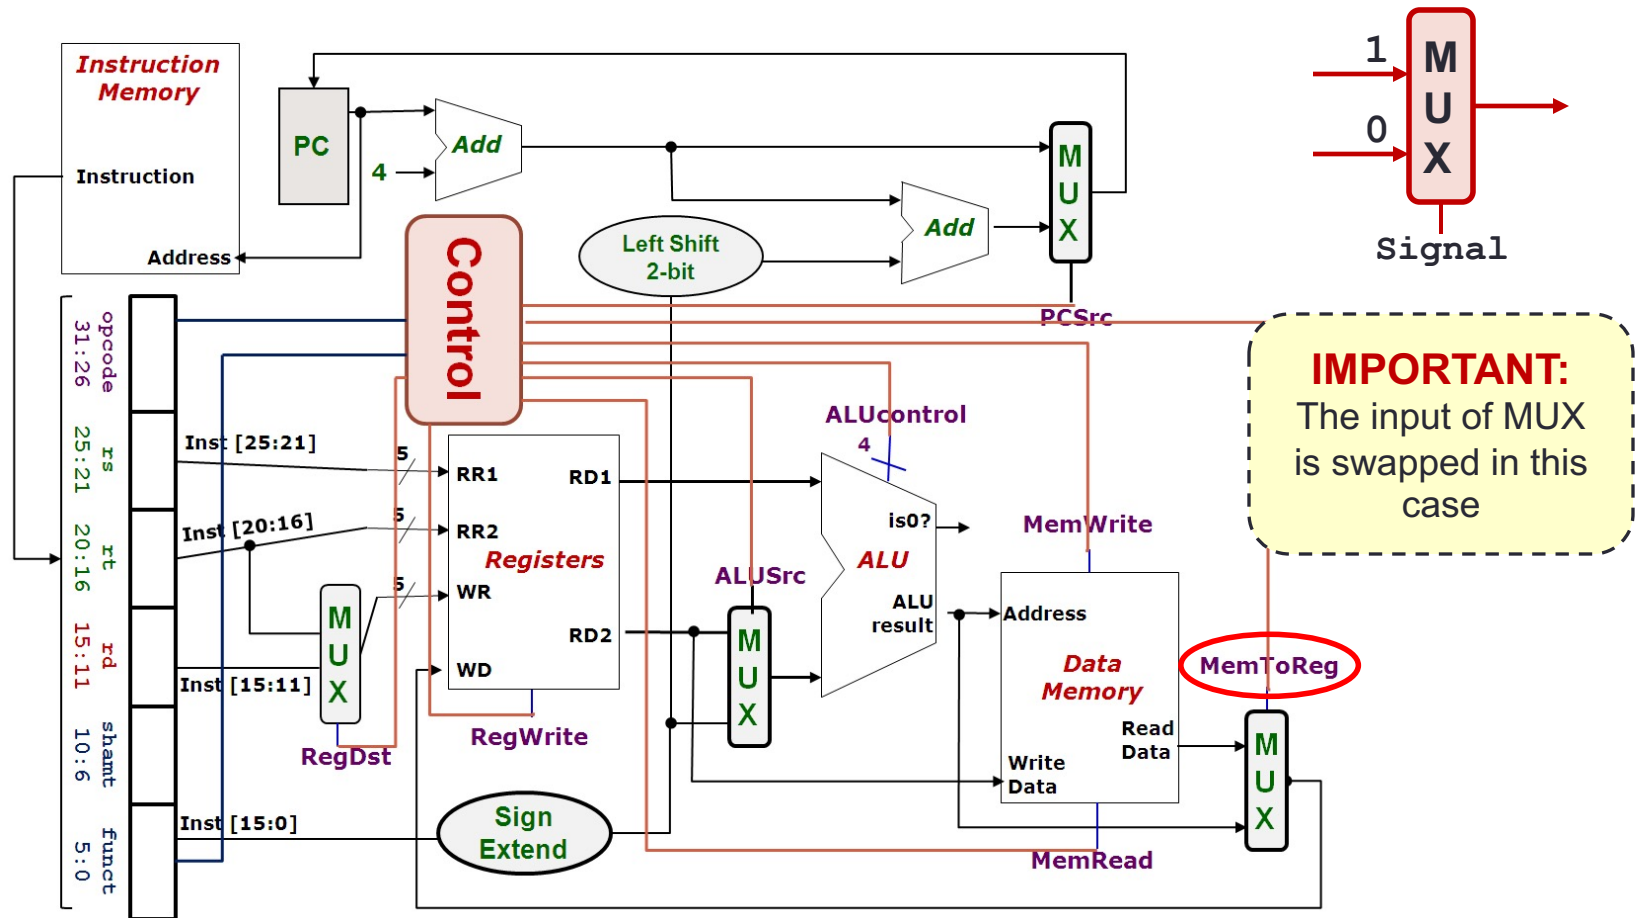 Instruction
Memory
Instruction
Address
PC
4
Add
Add
Left Shift
2-bit
M
U
X
PCSrc
1
0
M
U
X
Signal
Control
IMPORTANT:
The input of MUX
is swapped in this
case
opcode
31:26
rs
25:21
rt
20:16
rd
15:11
shamt
10:6
funct
5:0
Inst [25:21]
5
Inst [20:16]
5
5
Inst [15:11]
Inst [15:0]
M
U
X
RegDst
RR1
RR2
WR
WD
Registers
RD1
RD2
RegWrite
Sign
Extend
ALUSrc
M
U
X
ALUcontrol
4
is0?
ALU
ALU
result
MemWrite
Address
Data
Memory
Read
Data
Write
Data
MemRead
MemToReg
M
U
X